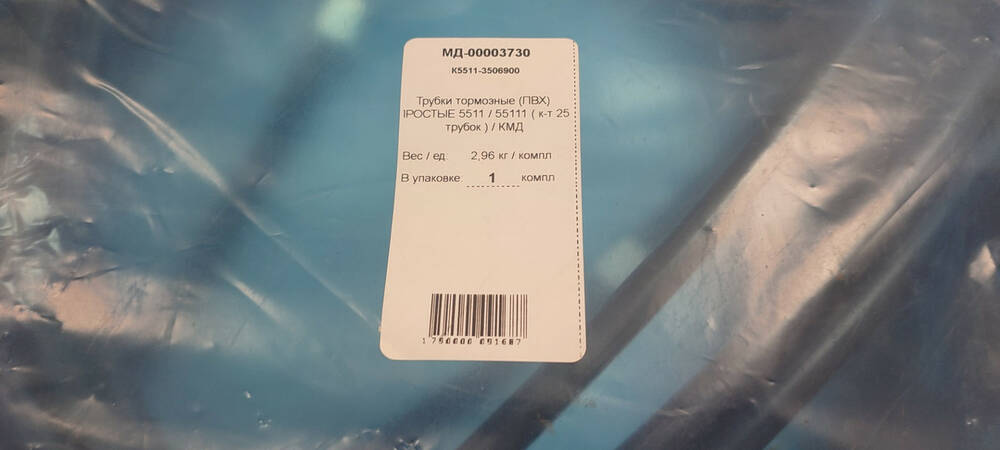 МД-00003730
К5511-3506900
Трубки тормозные (ПВХ)
ІРОСТЫЕ 5511 / 55111 ( к-т 25
трубок ) / КМД
Вес / ед: 2,96 кг / компл
В упаковке: 1 компл